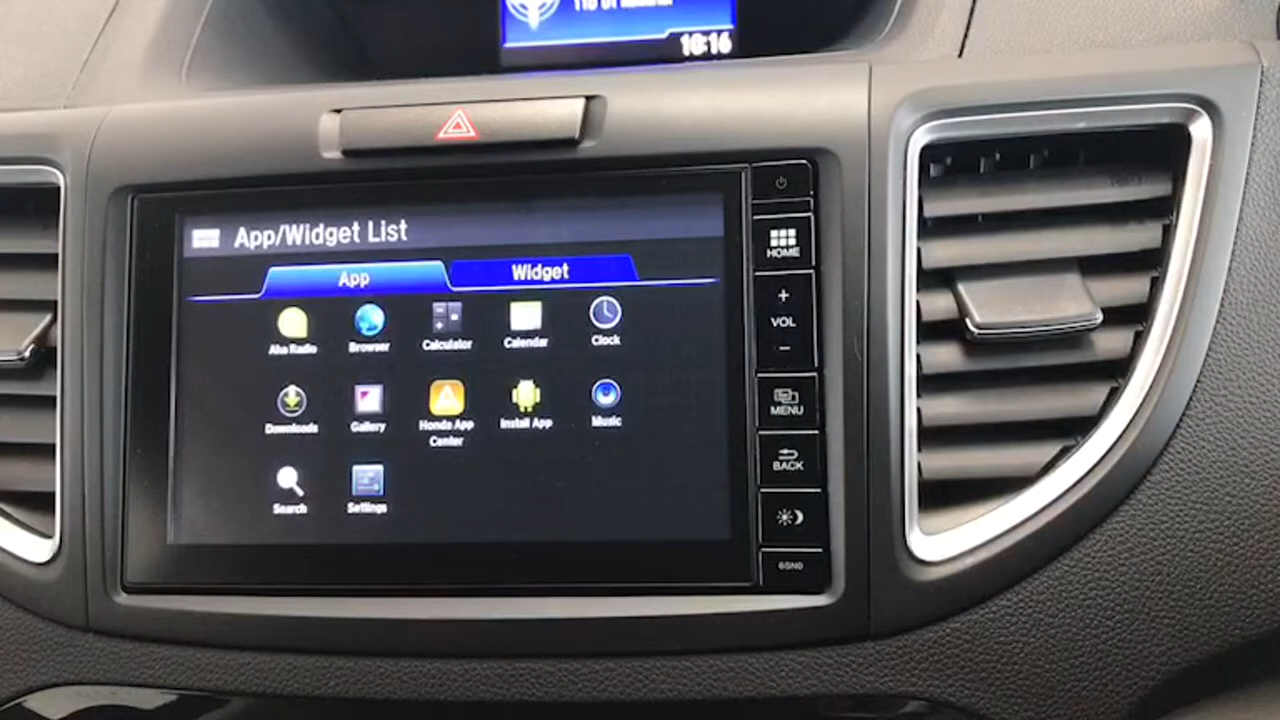 10:16
App/Widget List
App
Widget
Aha Radio
Browser
Calculator
Calendar
Clock
Downloads
Gallery
Honda App
Center
Install App
Music
Search
Settings
HOME
+
VOL
−
MENU
BACK
6SN0